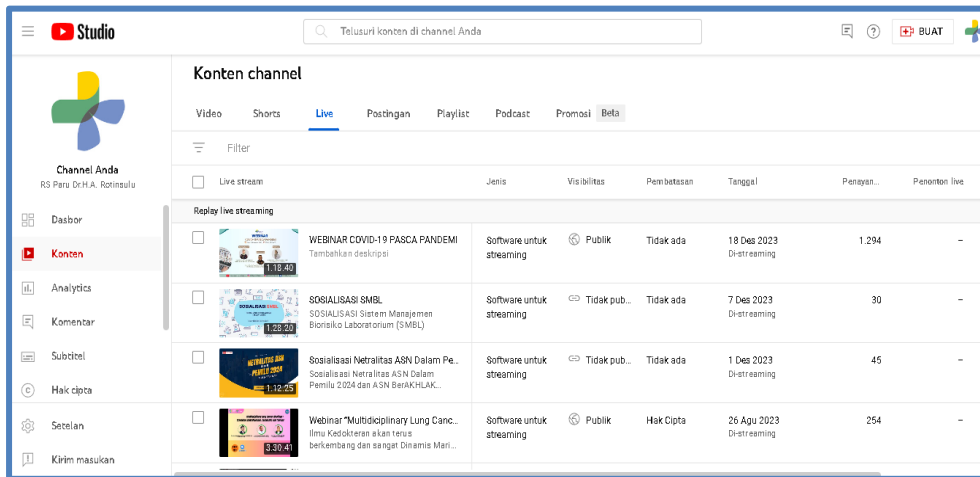 Studio
Telusuri konten di channel Anda
BUAT
Channel Anda
RS Paru Dr.H.A. Rotinsulu
Dasbor
Konten
Analytics
Komentar
Subtitel
Hak cipta
Setelan
Kirim masukan
Konten channel
Video Shorts Live Postingan Playlist Podcast Promosi Beta
Filter
Live stream Jenis Visibilitas Pembatasan Tanggal Penayan... Penonton live
Replay live streaming
WEBINAR
1.18.40
WEBINAR COVID-19 PASCA PANDEMI
Tambahkan deskripsi
Software untuk
streaming
Publik
Tidak ada
18 Des 2023
Di-streaming
1.294
–
SOSIALISASI SMBL
1.28.20
SOSIALISASI SMBL
SOSIALISASI Sistem Manajemen
Biorisiko Laboratorium (SMBL)
Software untuk
streaming
Tidak pub...
Tidak ada
7 Des 2023
Di-streaming
30
–
NETRALITAS ASN
PEMILU 2024
1.12.25
Sosialisasi Netralitas ASN Dalam Pe...
Sosialisasi Netralitas ASN Dalam
Pemilu 2024 dan ASN BerAKHLAK...
Software untuk
streaming
Tidak pub...
Tidak ada
1 Des 2023
Di-streaming
45
–
3.30.41
Webinar "Multidiciplinary Lung Canc...
Ilmu Kedokteran akan terus
berkembang dan sangat Dinamis Mari...
Software untuk
streaming
Publik
Hak Cipta
26 Agu 2023
Di-streaming
254
–